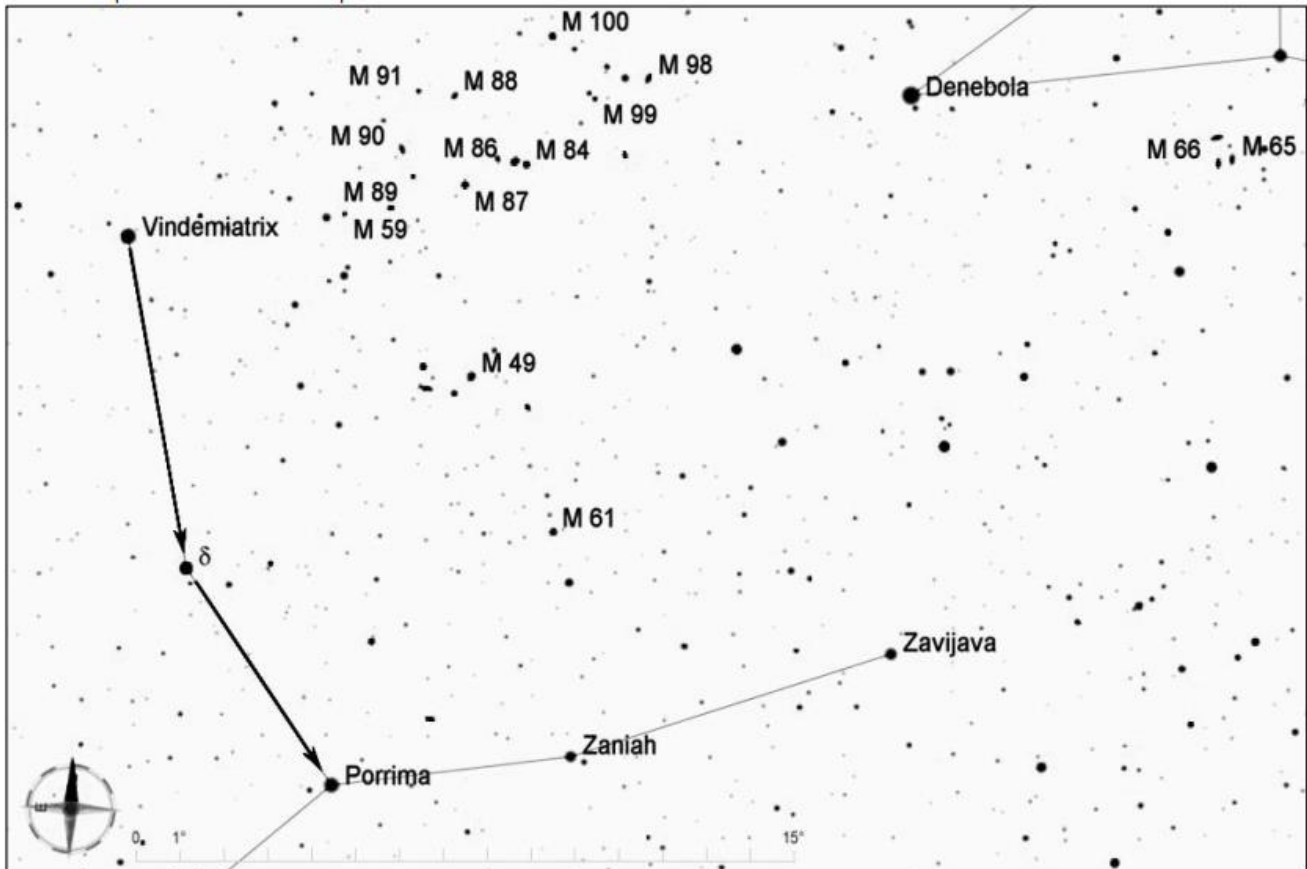 M 100
M 98
M 91
M 88
Denebola
M 99
M 90
M 86
M 84
M 66
M 65
M 89
M 87
M 59
Vindemiatrix
M 49
M 61
δ
Zavijava
Zaniah
Porrima
E
0 1° 15°